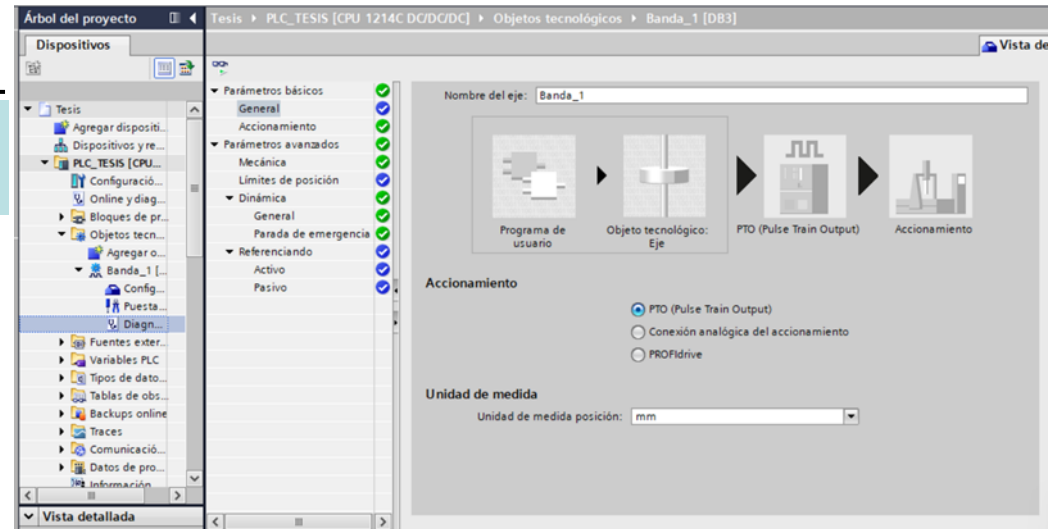 Árbol del proyecto
Tesis ▸ PLC_TESIS [CPU 1214C DC/DC/DC] ▸ Objetos tecnológicos ▸ Banda_1 [DB3]
Dispositivos
Vista de
Tesis
Agregar dispositi...
Dispositivos y re...
PLC_TESIS [CPU...
Configuració...
Online y diag...
Bloques de pr...
Objetos tecn...
Agregar o...
Banda_1 [...
Config...
Puesta...
Diagn...
Fuentes exter...
Variables PLC
Tipos de dato...
Tablas de obs...
Backups online
Traces
Comunicació...
Datos de pro...
Información
Vista detallada
Parámetros básicos
General
Accionamiento
Parámetros avanzados
Mecánica
Límites de posición
Dinámica
General
Parada de emergencia
Referenciando
Activo
Pasivo
Nombre del eje: Banda_1
Programa de
usuario
Objeto tecnológico:
Eje
PTO (Pulse Train Output)
Accionamiento
Accionamiento
PTO (Pulse Train Output)
Conexión analógica del accionamiento
PROFIdrive
Unidad de medida
Unidad de medida posición: mm